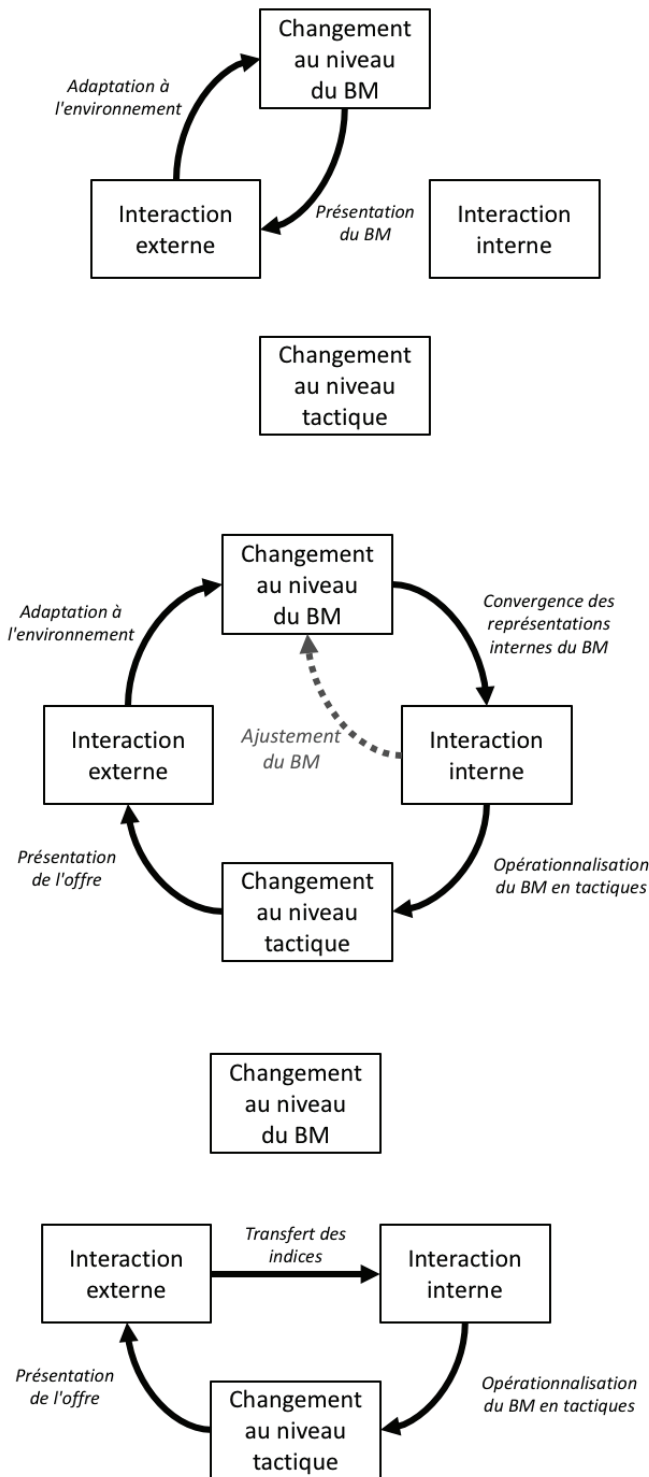 Changement
au niveau
du BM
Adaptation à
l'environnement
Interaction
externe
Présentation
du BM
Interaction
interne
Changement
au niveau
tactique
Changement
au niveau
du BM
Adaptation à
l'environnement
Convergence des
représentations
internes du BM
Interaction
externe
Ajustement
du BM
Interaction
interne
Présentation
de l'offre
Changement
au niveau
tactique
Opérationnalisation
du BM en tactiques
Changement
au niveau
du BM
Interaction
externe
Transfert des
indices
Interaction
interne
Présentation
de l'offre
Changement
au niveau
tactique
Opérationnalisation
du BM en tactiques